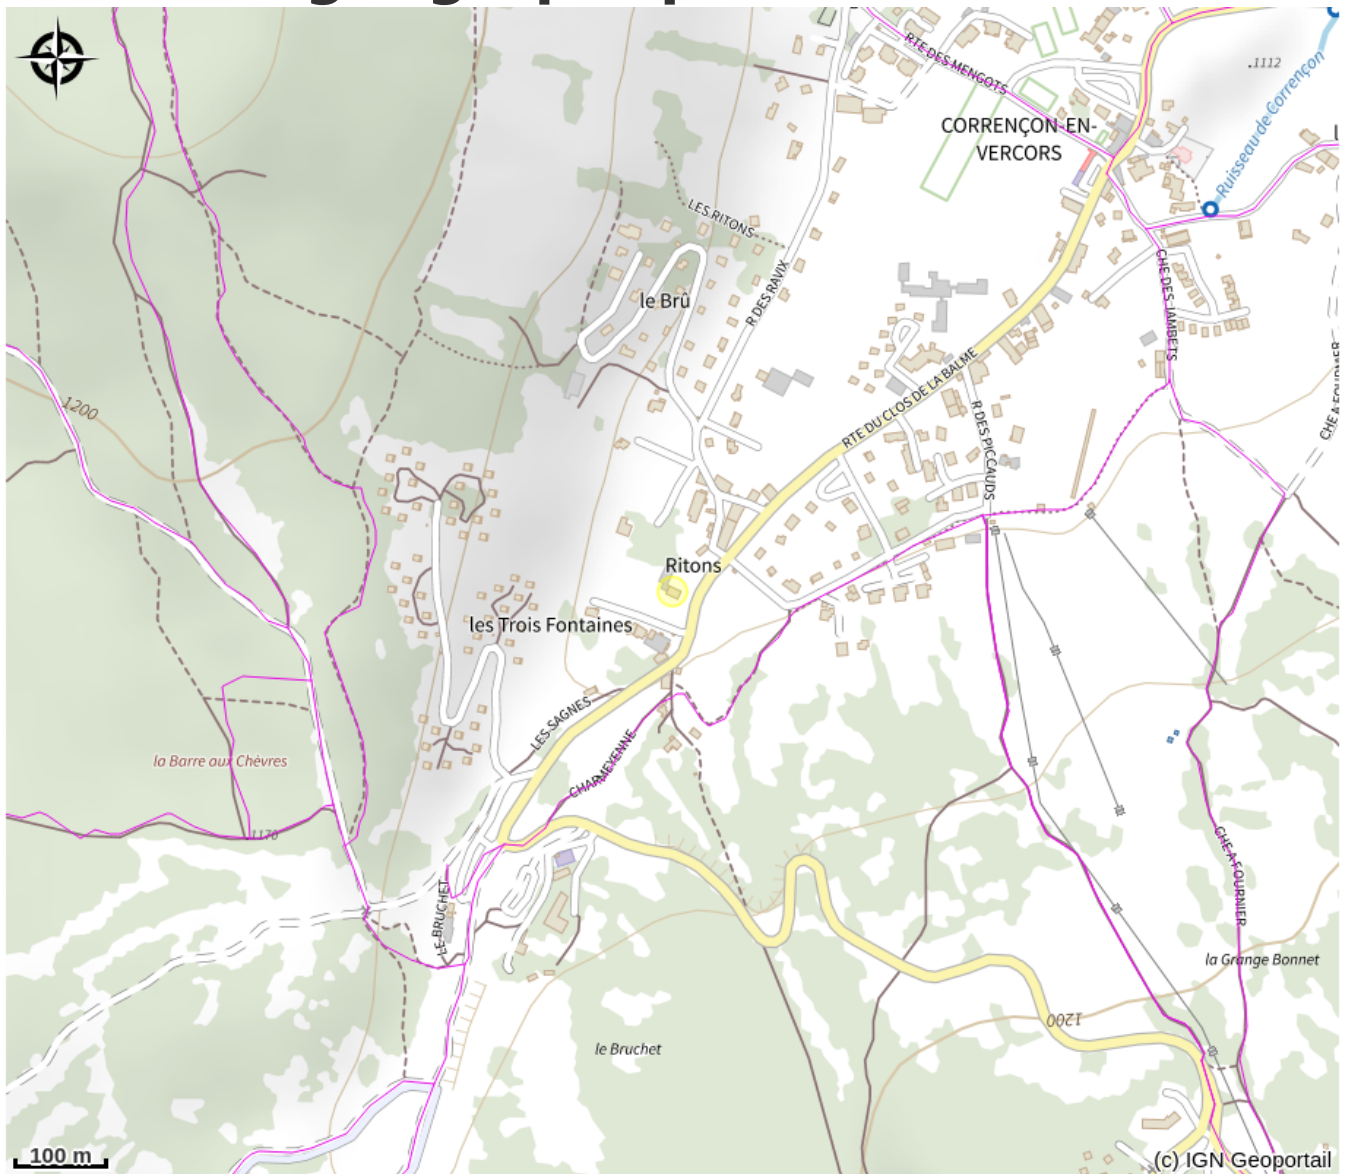 RTE DES MENGOTS
.1112
CORRENÇON-EN-
VERCORS
Ruisseau de Corrençon
LES RITONS
le Brû
R DES RAVIX
CHE DES JAMBETS
1200
RTE DU CLOS DE LA BALME
R DES PICCAUDS
Ritons
les Trois Fontaines
LES SAGNES
la Barre aux Chèvres
CHARMEYENNE
1170
CHE A FOURNIER
LE BRUCHET
la Grange Bonnet
1200
le Bruchet
100 m
(c) IGN Geoportail